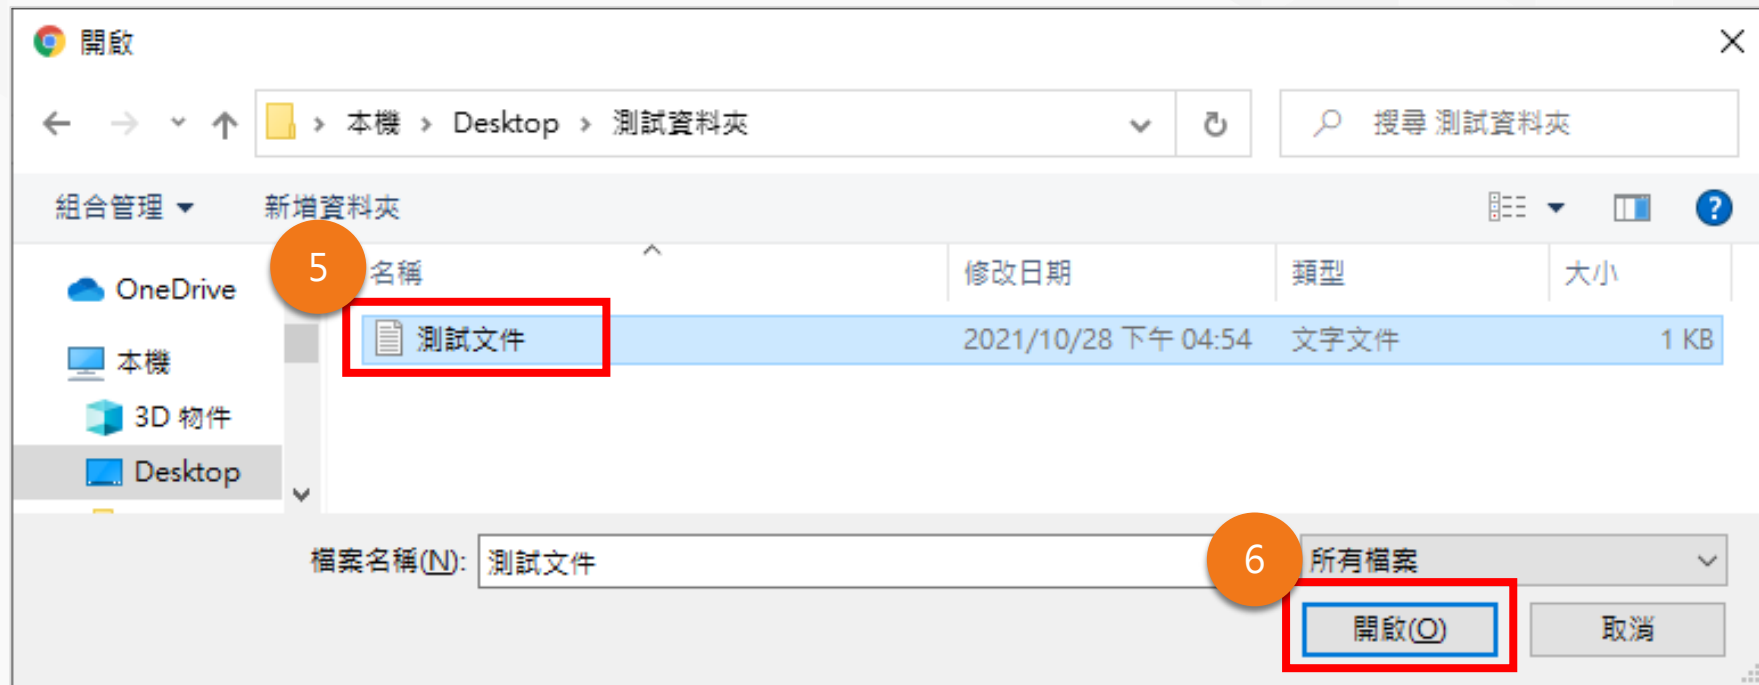 開啟
本機 > Desktop > 測試資料夾
搜尋 測試資料夾
組合管理
新增資料夾
?
5
名稱
修改日期
類型
大小
OneDrive
測試文件
2021/10/28 下午 04:54
文字文件
1 KB
本機
3D 物件
Desktop
檔案名稱(N):
測試文件
6
所有檔案
開啟(O)
取消